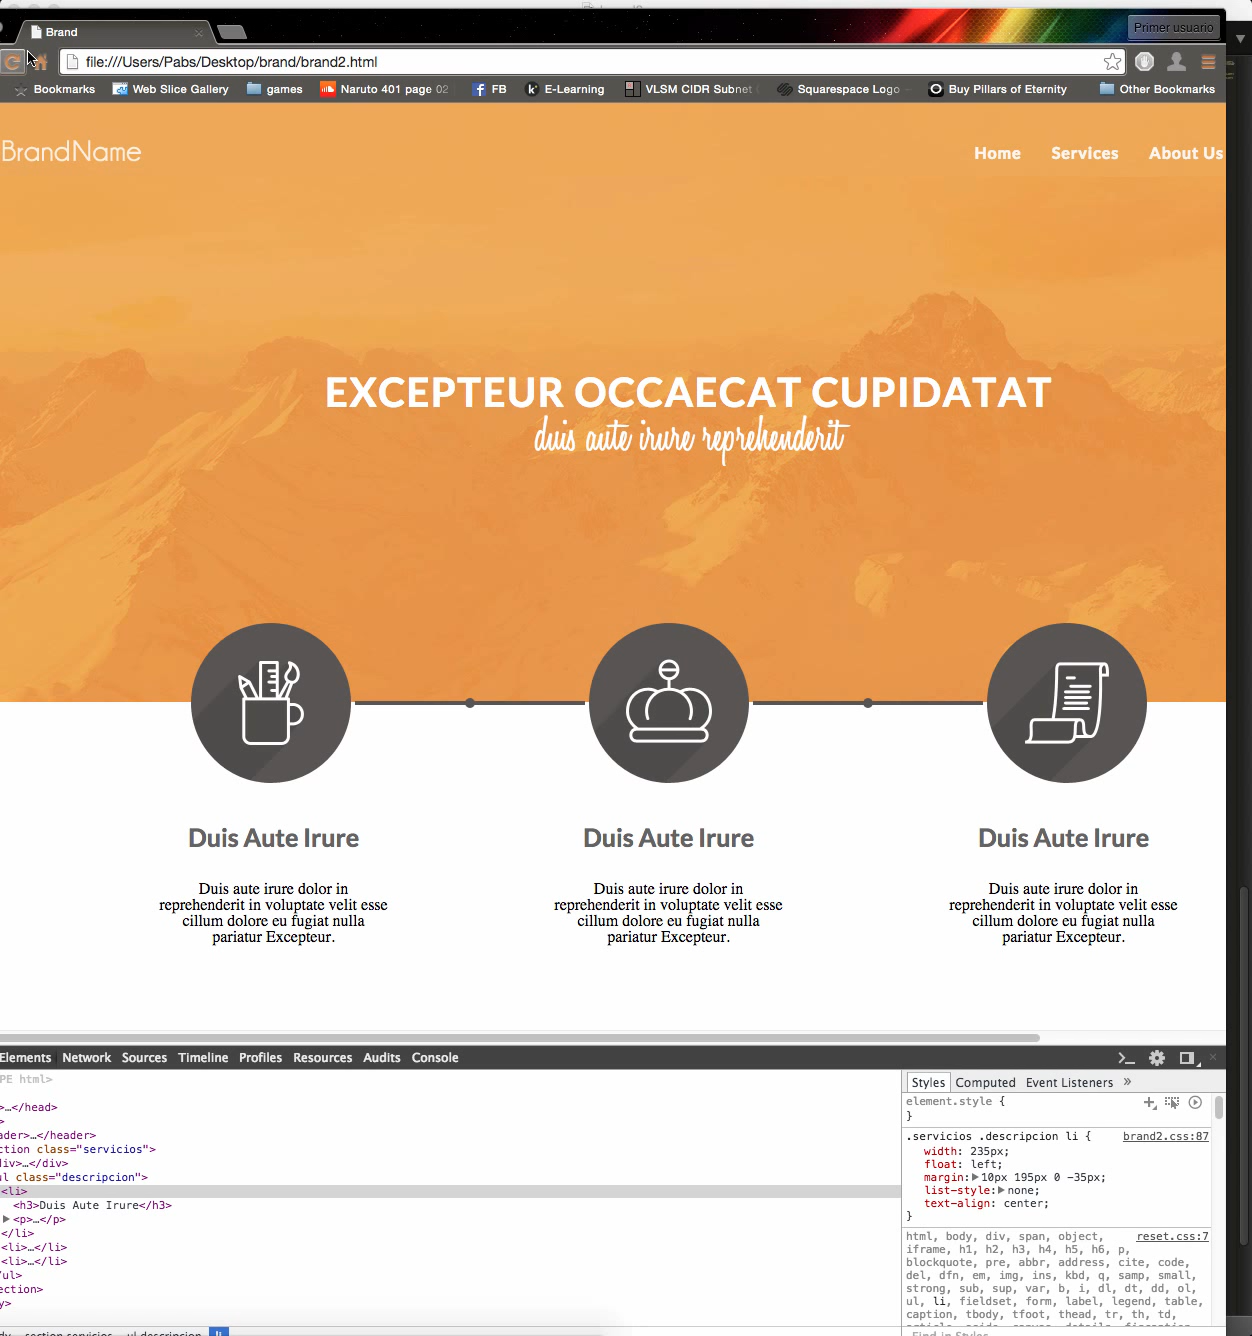 Brand
Primer usuario
file:///Users/Pabs/Desktop/brand/brand2.html
Bookmarks Web Slice Gallery games Naruto 401 page 02 FB E-Learning VLSM CIDR Subnet Squarespace Logo Buy Pillars of Eternity Other Bookmarks
BrandName
Home Services About Us
EXCEPTEUR OCCAECAT CUPIDATAT
duis aute irure reprehenderit
Duis Aute Irure Duis Aute Irure Duis Aute Irure
Duis aute irure dolor in
reprehenderit in voluptate velit esse
cillum dolore eu fugiat nulla
pariatur Excepteur.
Duis aute irure dolor in
reprehenderit in voluptate velit esse
cillum dolore eu fugiat nulla
pariatur Excepteur.
Duis aute irure dolor in
reprehenderit in voluptate velit esse
cillum dolore eu fugiat nulla
pariatur Excepteur.
Elements Network Sources Timeline Profiles Resources Audits Console
PE html>
>…</head>
>
ader>…</header>
ction class="servicios">
div>…</div>
ul class="descripcion">
<li>
<h3>Duis Aute Irure</h3>
<p>…</p>
</li>
<li>…</li>
<li>…</li>
/ul>
ection>
y>
dy section.servicios ul.descripcion li
Styles Computed Event Listeners »
element.style {
}
.servicios .descripcion li { brand2.css:87
width: 235px;
float: left;
margin: 10px 195px 0 -35px;
list-style: none;
text-align: center;
}
html, body, div, span, object, reset.css:7
iframe, h1, h2, h3, h4, h5, h6, p,
blockquote, pre, abbr, address, cite, code,
del, dfn, em, img, ins, kbd, q, samp, small,
strong, sub, sup, var, b, i, dl, dt, dd, ol,
ul, li, fieldset, form, label, legend, table,
caption, tbody, tfoot, thead, tr, th, td,
Find in Styles